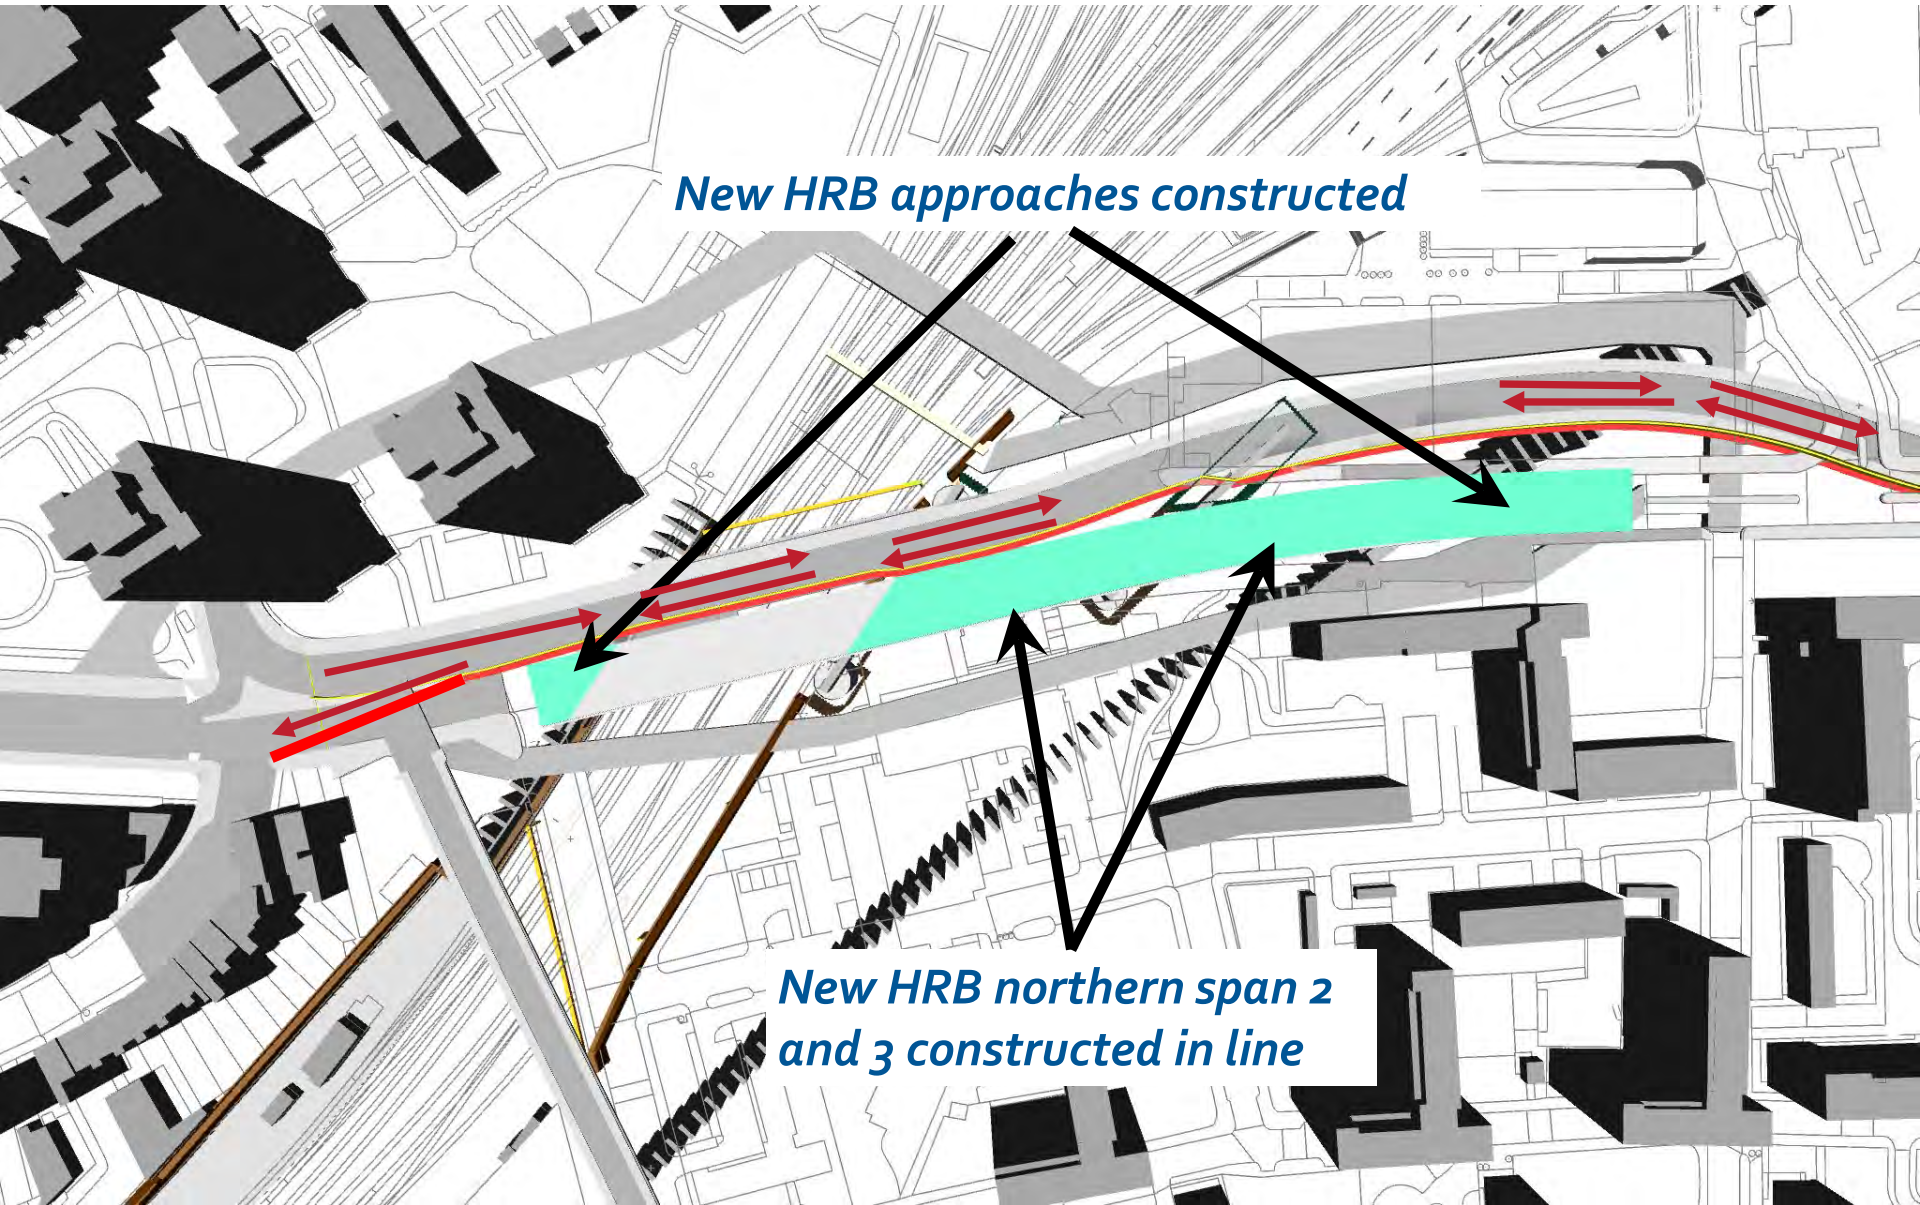 New HRB approaches constructed
New HRB northern span 2
and 3 constructed in line